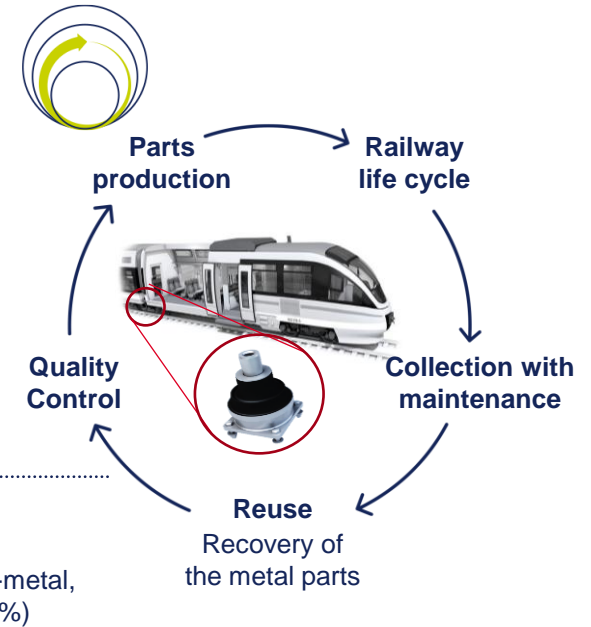 Parts
production
Railway
life cycle
Quality
Control
Collection with
maintenance
Reuse
Recovery of
the metal parts
-metal,
%)